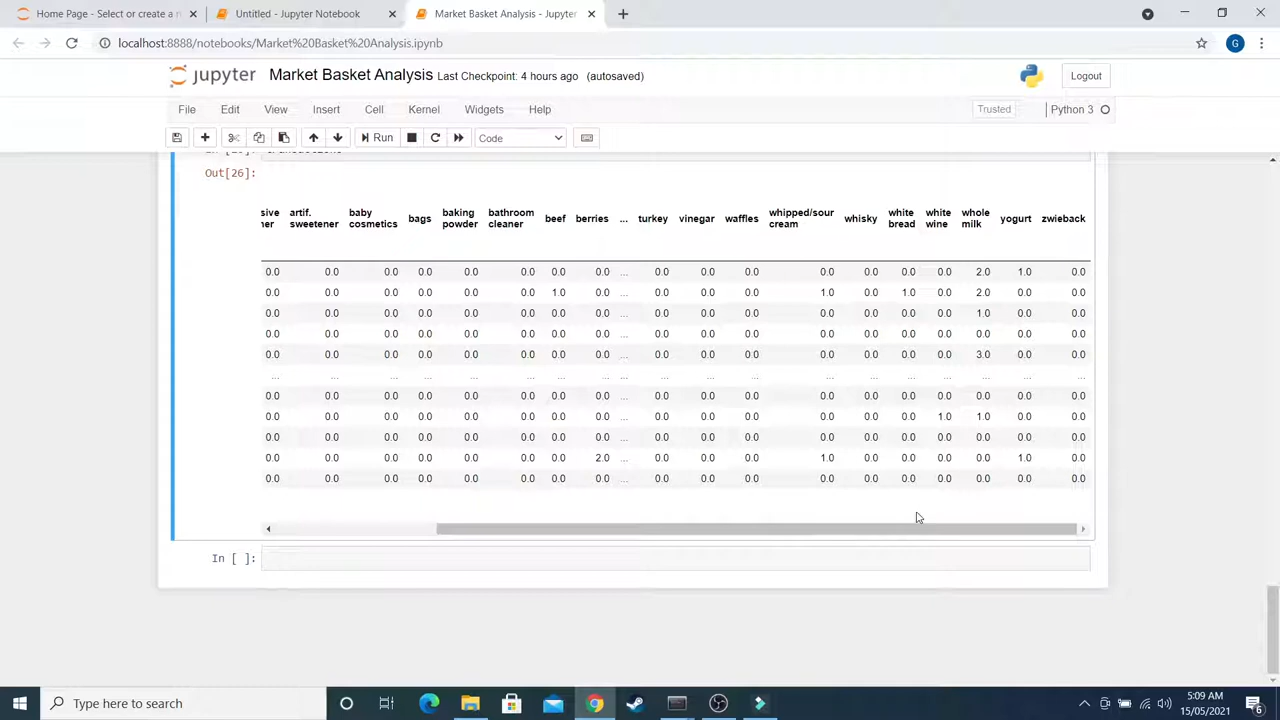 Home Page - Select or create a n
Untitled - Jupyter Notebook
Market Basket Analysis - Jupyter
localhost:8888/notebooks/Market%20Basket%20Analysis.ipynb
G
jupyter Market Basket Analysis Last Checkpoint: 4 hours ago (autosaved)
Logout
File Edit View Insert Cell Kernel Widgets Help
Trusted
Python 3
Run
Code
Out[26]:
sive artif. baby bags baking bathroom beef berries ... turkey vinegar waffles whipped/sour whisky white white whole yogurt zwieback
ner sweetener cosmetics powder cleaner cream bread wine milk
0.0 0.0 0.0 0.0 0.0 0.0 0.0 0.0 ... 0.0 0.0 0.0 0.0 0.0 0.0 0.0 2.0 1.0 0.0
0.0 0.0 0.0 0.0 0.0 0.0 1.0 0.0 ... 0.0 0.0 0.0 1.0 0.0 1.0 0.0 2.0 0.0 0.0
0.0 0.0 0.0 0.0 0.0 0.0 0.0 0.0 ... 0.0 0.0 0.0 0.0 0.0 0.0 0.0 1.0 0.0 0.0
0.0 0.0 0.0 0.0 0.0 0.0 0.0 0.0 ... 0.0 0.0 0.0 0.0 0.0 0.0 0.0 0.0 0.0 0.0
0.0 0.0 0.0 0.0 0.0 0.0 0.0 0.0 ... 0.0 0.0 0.0 0.0 0.0 0.0 0.0 3.0 0.0 0.0
... ... ... ... ... ... ... ... ... ... ... ... ... ... ... ... ... ... ...
0.0 0.0 0.0 0.0 0.0 0.0 0.0 0.0 ... 0.0 0.0 0.0 0.0 0.0 0.0 0.0 0.0 0.0 0.0
0.0 0.0 0.0 0.0 0.0 0.0 0.0 0.0 ... 0.0 0.0 0.0 0.0 0.0 0.0 1.0 1.0 0.0 0.0
0.0 0.0 0.0 0.0 0.0 0.0 0.0 0.0 ... 0.0 0.0 0.0 0.0 0.0 0.0 0.0 0.0 0.0 0.0
0.0 0.0 0.0 0.0 0.0 0.0 0.0 2.0 ... 0.0 0.0 0.0 1.0 0.0 0.0 0.0 0.0 1.0 0.0
0.0 0.0 0.0 0.0 0.0 0.0 0.0 0.0 ... 0.0 0.0 0.0 0.0 0.0 0.0 0.0 0.0 0.0 0.0
In [ ]:
Type here to search
5:09 AM
15/05/2021
6